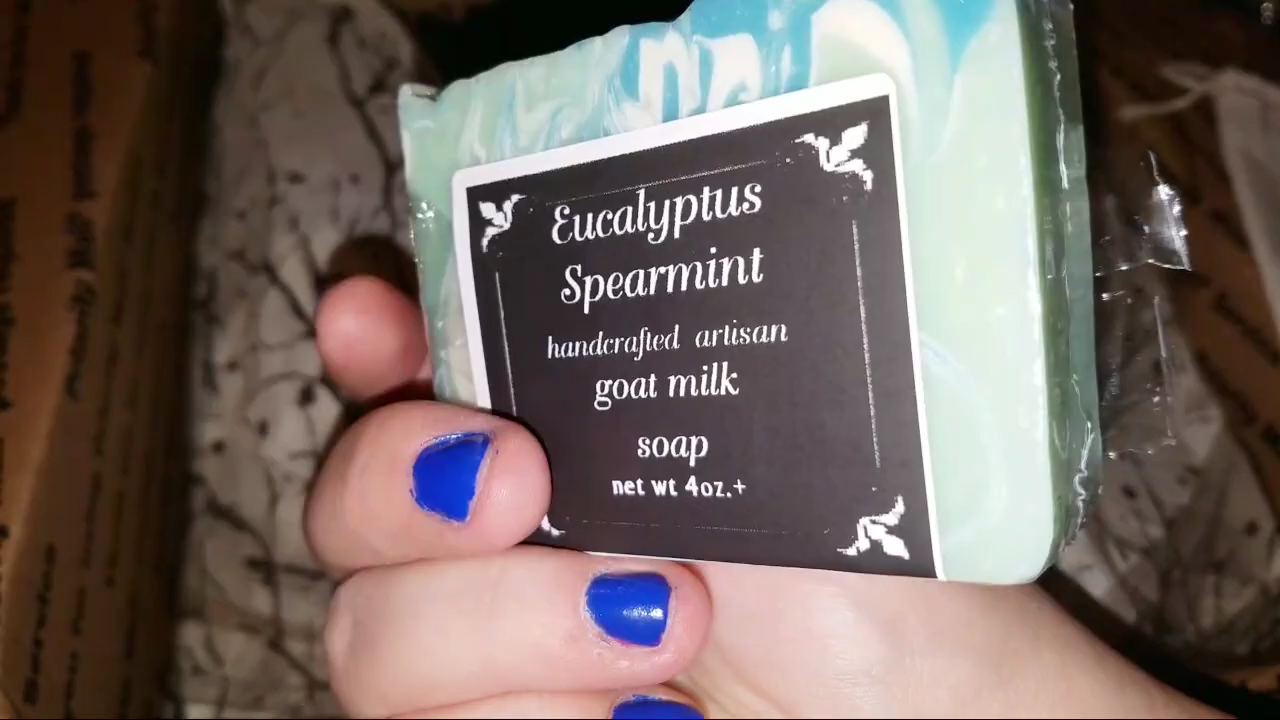 Eucalyptus
Spearmint
handcrafted artisan
goat milk
soap
net wt 4oz.+